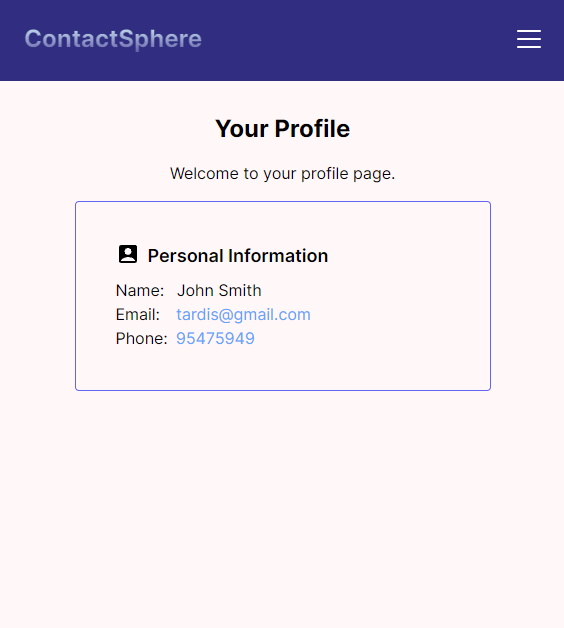 ContactSphere
Your Profile
Welcome to your profile page.
Personal Information
Name: John Smith
Email: tardis@gmail.com
Phone: 95475949